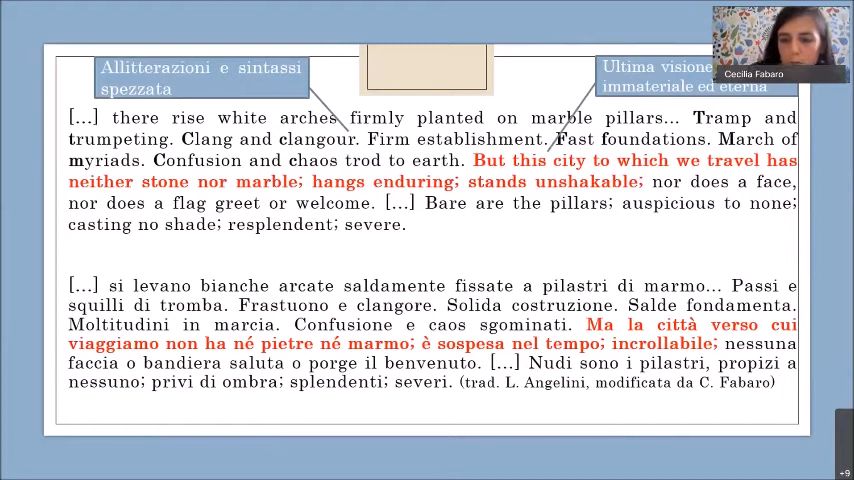 Allitterazioni e sintassi
spezzata
Ultima visione
immateriale ed eterna
Cecilia Fabaro
[...] there rise white arches firmly planted on marble pillars... Tramp and
trumpeting. Clang and clangour. Firm establishment. Fast foundations. March of
myriads. Confusion and chaos trod to earth. But this city to which we travel has
neither stone nor marble; hangs enduring; stands unshakable; nor does a face,
nor does a flag greet or welcome. [...] Bare are the pillars; auspicious to none;
casting no shade; resplendent; severe.
[...] si levano bianche arcate saldamente fissate a pilastri di marmo... Passi e
squilli di tromba. Frastuono e clangore. Solida costruzione. Salde fondamenta.
Moltitudini in marcia. Confusione e caos sgominati. Ma la città verso cui
viaggiamo non ha né pietre né marmo; è sospesa nel tempo; incrollabile; nessuna
faccia o bandiera saluta o porge il benvenuto. [...] Nudi sono i pilastri, propizi a
nessuno; privi di ombra; splendenti; severi. (trad. L. Angelini, modificata da C. Fabaro)
+9